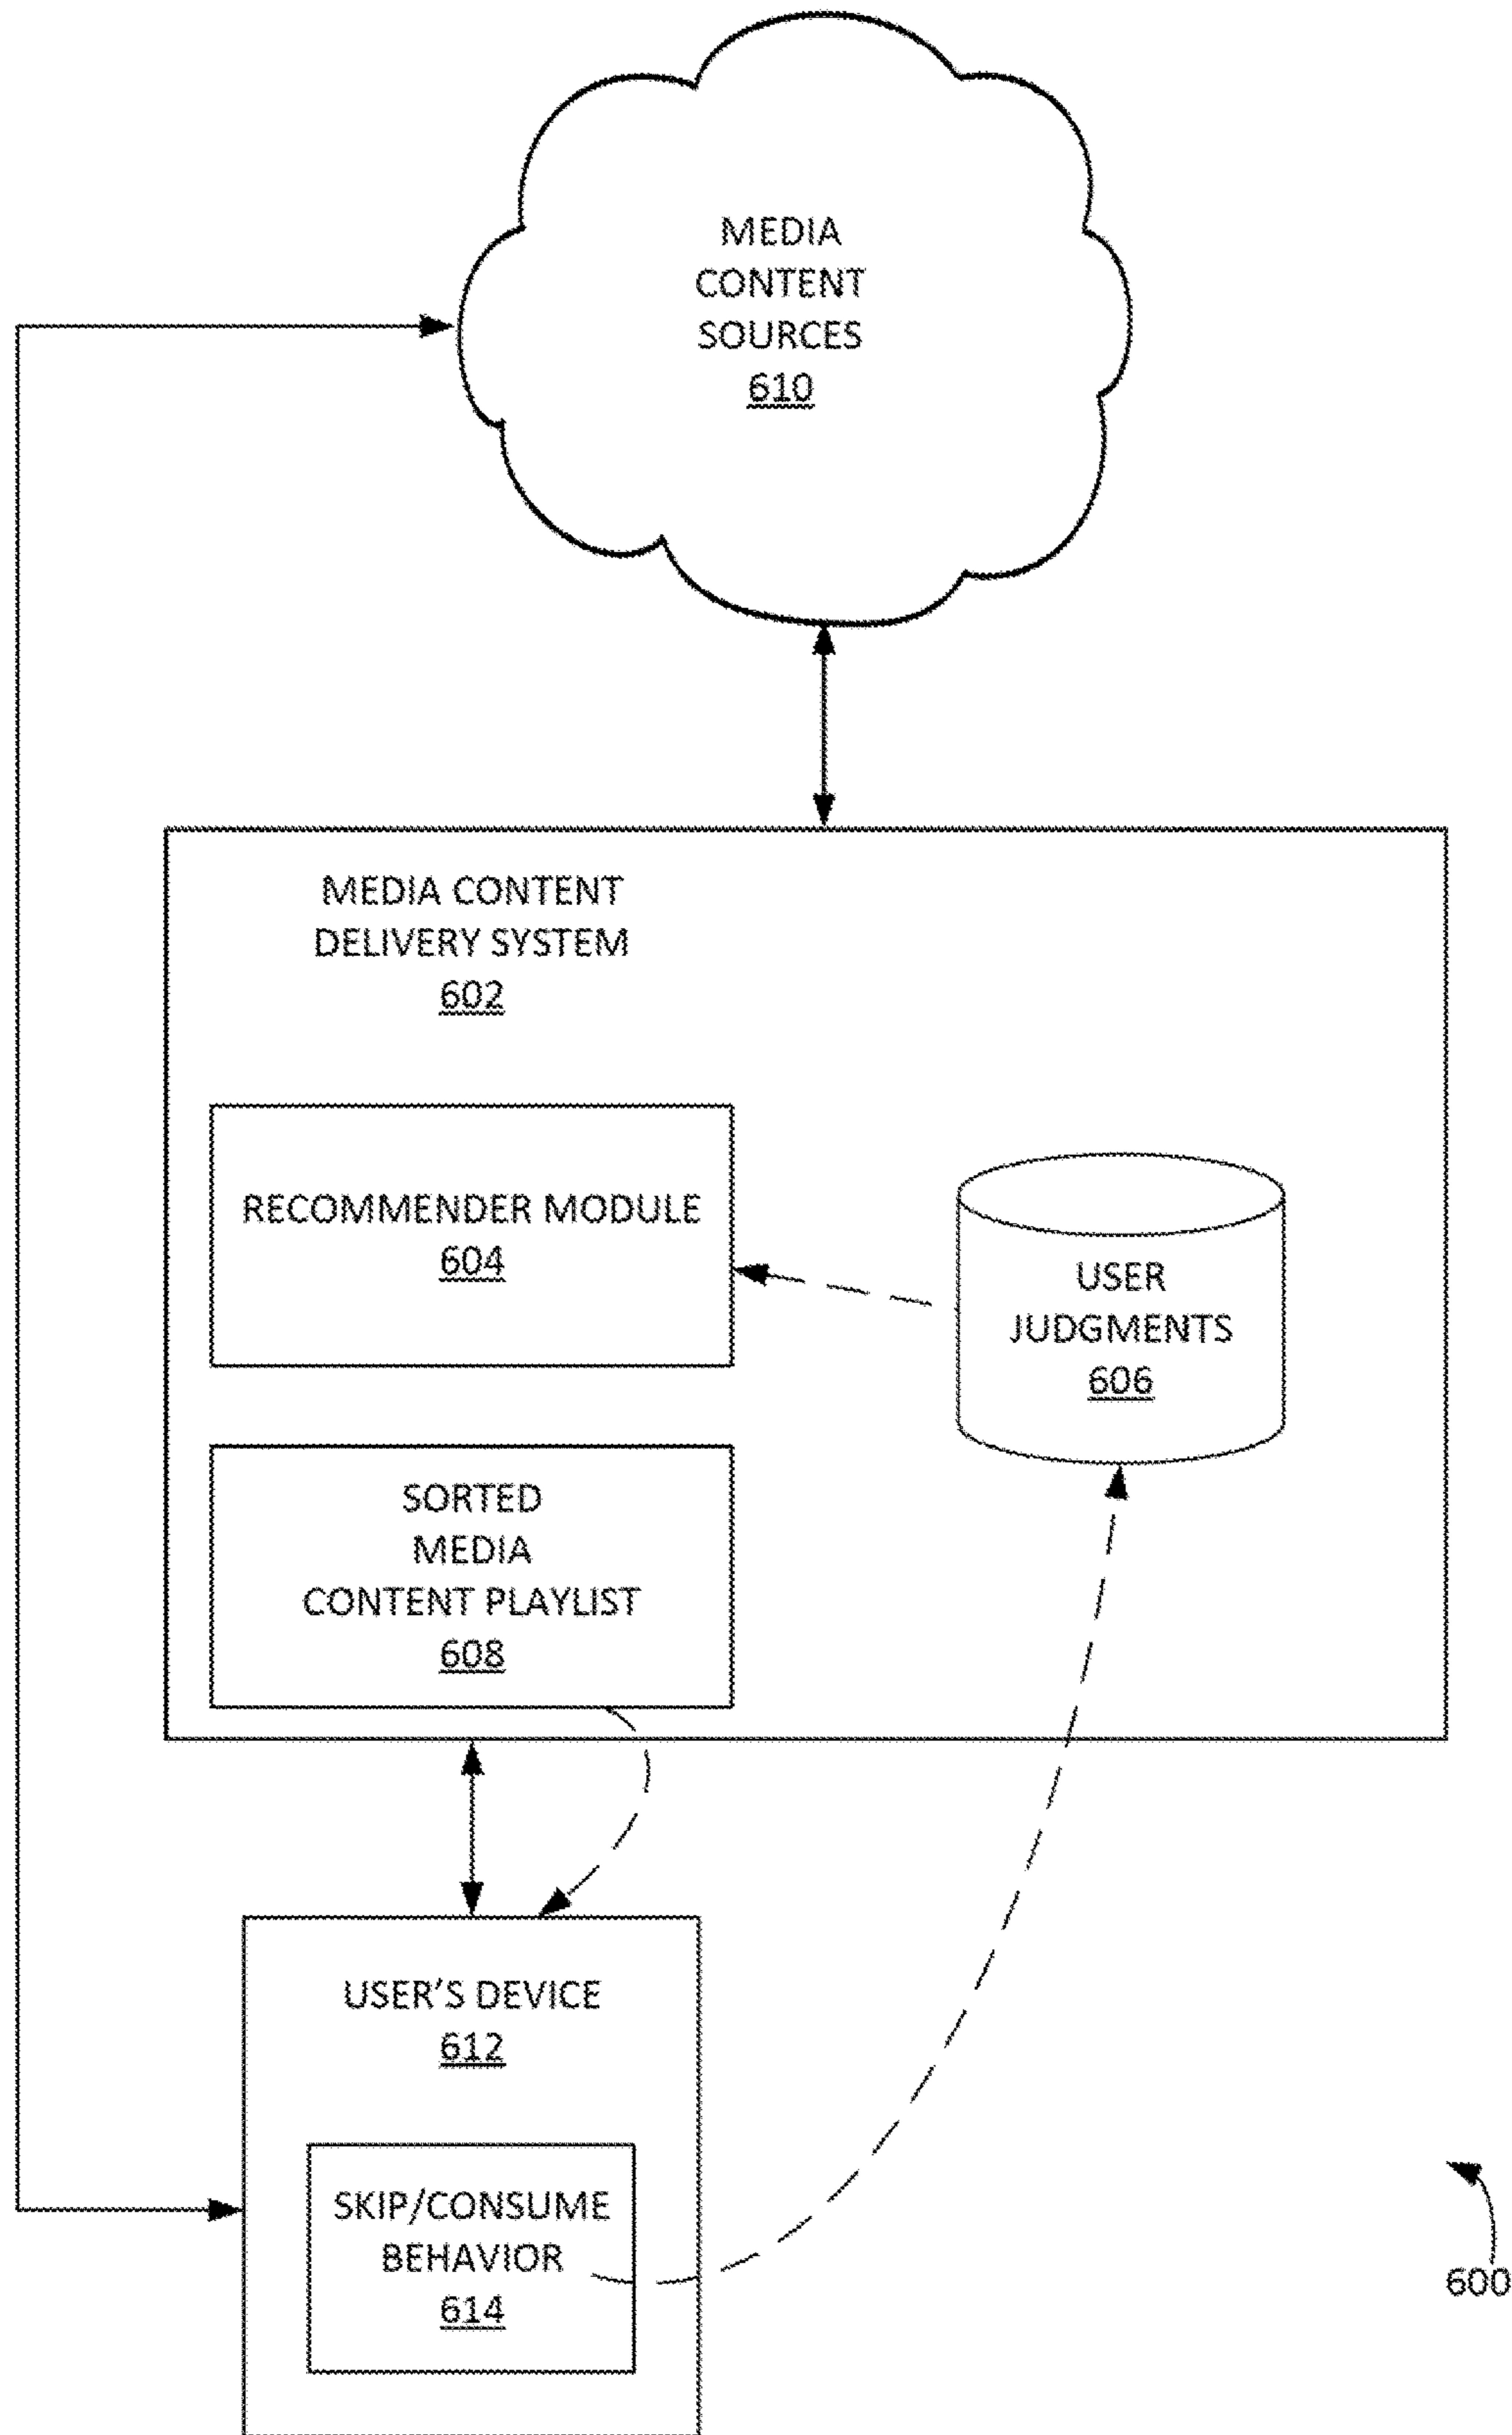 MEDIA
CONTENT
SOURCES
610
MEDIA CONTENT
DELIVERY SYSTEM
602
RECOMMENDER MODULE
604
USER
JUDGMENTS
606
SORTED
MEDIA
CONTENT PLAYLIST
608
USER'S DEVICE
612
SKIP/CONSUME
BEHAVIOR
614
600